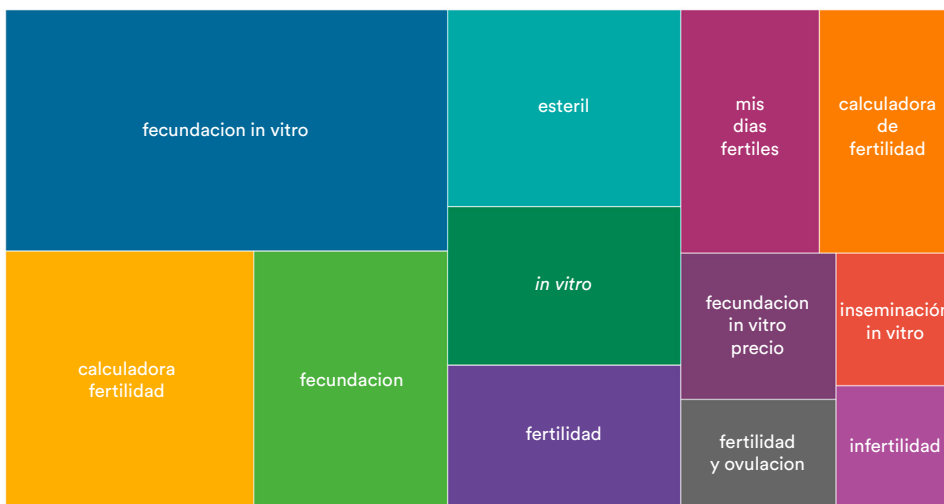 fecundacion in vitro
esteril
mis
dias
fertiles
calculadora
de
fertilidad
calculadora
fertilidad
fecundacion
in vitro
fertilidad
fecundacion
in vitro
precio
inseminación
in vitro
fertilidad
y ovulacion
infertilidad